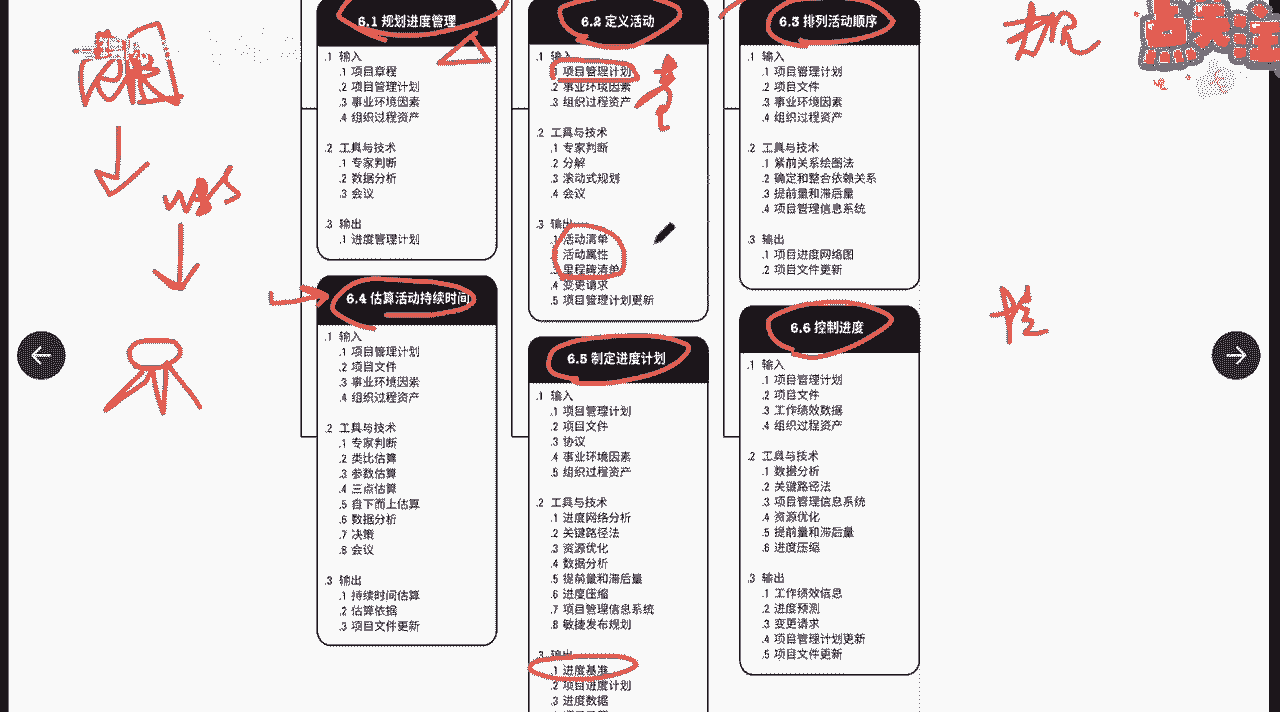 6.1 规划进度管理
.1 输入
.1 项目章程
.2 项目管理计划
.3 事业环境因素
.4 组织过程资产
.2 工具与技术
.1 专家判断
.2 数据分析
.3 会议
.3 输出
.1 进度管理计划
6.2 定义活动
.1 输入
.1 项目管理计划
.2 事业环境因素
.3 组织过程资产
.2 工具与技术
.1 专家判断
.2 分解
.3 滚动式规划
.4 会议
.3 输出
.1 活动清单
活动属性
.3 里程碑清单
.4 变更请求
.5 项目管理计划更新
6.3 排列活动顺序
.1 输入
.1 项目管理计划
.2 项目文件
.3 事业环境因素
.4 组织过程资产
.2 工具与技术
.1 紧前关系绘图法
.2 确定和整合依赖关系
.3 提前量和滞后量
.4 项目管理信息系统
.3 输出
.1 项目进度网络图
.2 项目文件更新
6.4 估算活动持续时间
.1 输入
.1 项目管理计划
.2 项目文件
.3 事业环境因素
.4 组织过程资产
.2 工具与技术
.1 专家判断
.2 类比估算
.3 参数估算
.4 三点估算
.5 自下而上估算
.6 数据分析
.7 决策
.8 会议
.3 输出
.1 持续时间估算
.2 估算依据
.3 项目文件更新
6.5 制定进度计划
.1 输入
.1 项目管理计划
.2 项目文件
.3 协议
.4 事业环境因素
.5 组织过程资产
.2 工具与技术
.1 进度网络分析
.2 关键路径法
.3 资源优化
.4 数据分析
.5 提前量和滞后量
.6 进度压缩
.7 项目管理信息系统
.8 敏捷发布规划
.3 输出
.1 进度基准
.2 项目进度计划
.3 进度数据
6.6 控制进度
.1 输入
.1 项目管理计划
.2 项目文件
.3 工作绩效数据
.4 组织过程资产
.2 工具与技术
.1 数据分析
.2 关键路径法
.3 项目管理信息系统
.4 资源优化
.5 提前量和滞后量
.6 进度压缩
.3 输出
.1 工作绩效信息
.2 进度预测
.3 变更请求
.4 项目管理计划更新
.5 项目文件更新
WBS
点关注